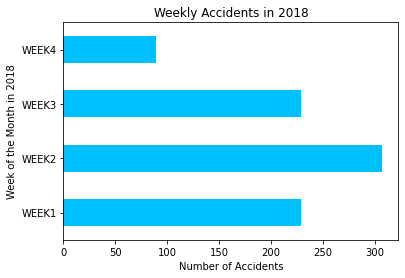 Weekly Accidents in 2018
Week of the Month in 2018
WEEK4
WEEK3
WEEK2
WEEK1
0 50 100 150 200 250 300
Number of Accidents